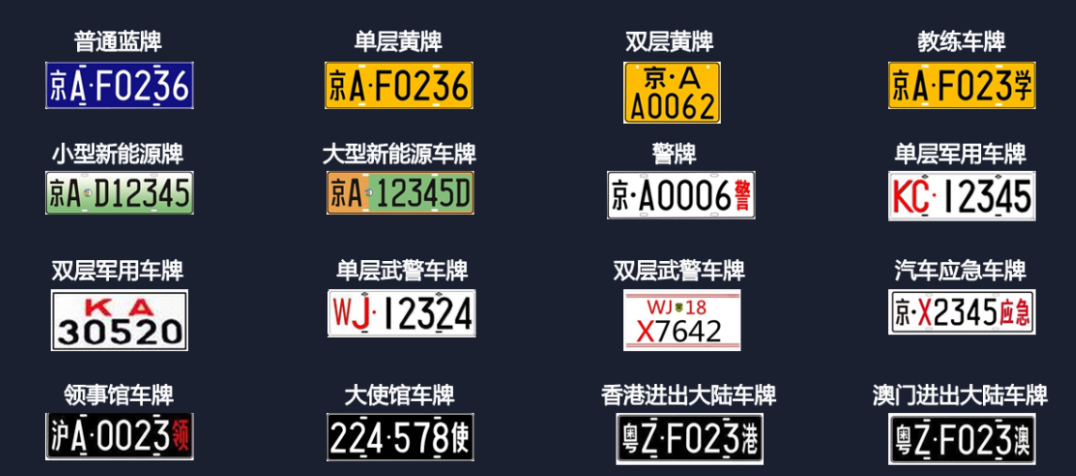 普通蓝牌
单层黄牌
双层黄牌
教练车牌
京A·F0236
京A·F0236
京·A
A0062
京A·F023学
小型新能源牌
大型新能源车牌
警牌
单层军用车牌
京A D12345
京A 12345D
京·A0006警
KC·12345
双层军用车牌
单层武警车牌
双层武警车牌
汽车应急车牌
K A
30520
WJ·12324
WJ 18
X7642
京·X2345应急
领事馆车牌
大使馆车牌
香港进出大陆车牌
澳门进出大陆车牌
沪A·0023领
224·578使
粤Z·F023港
粤Z·F023澳